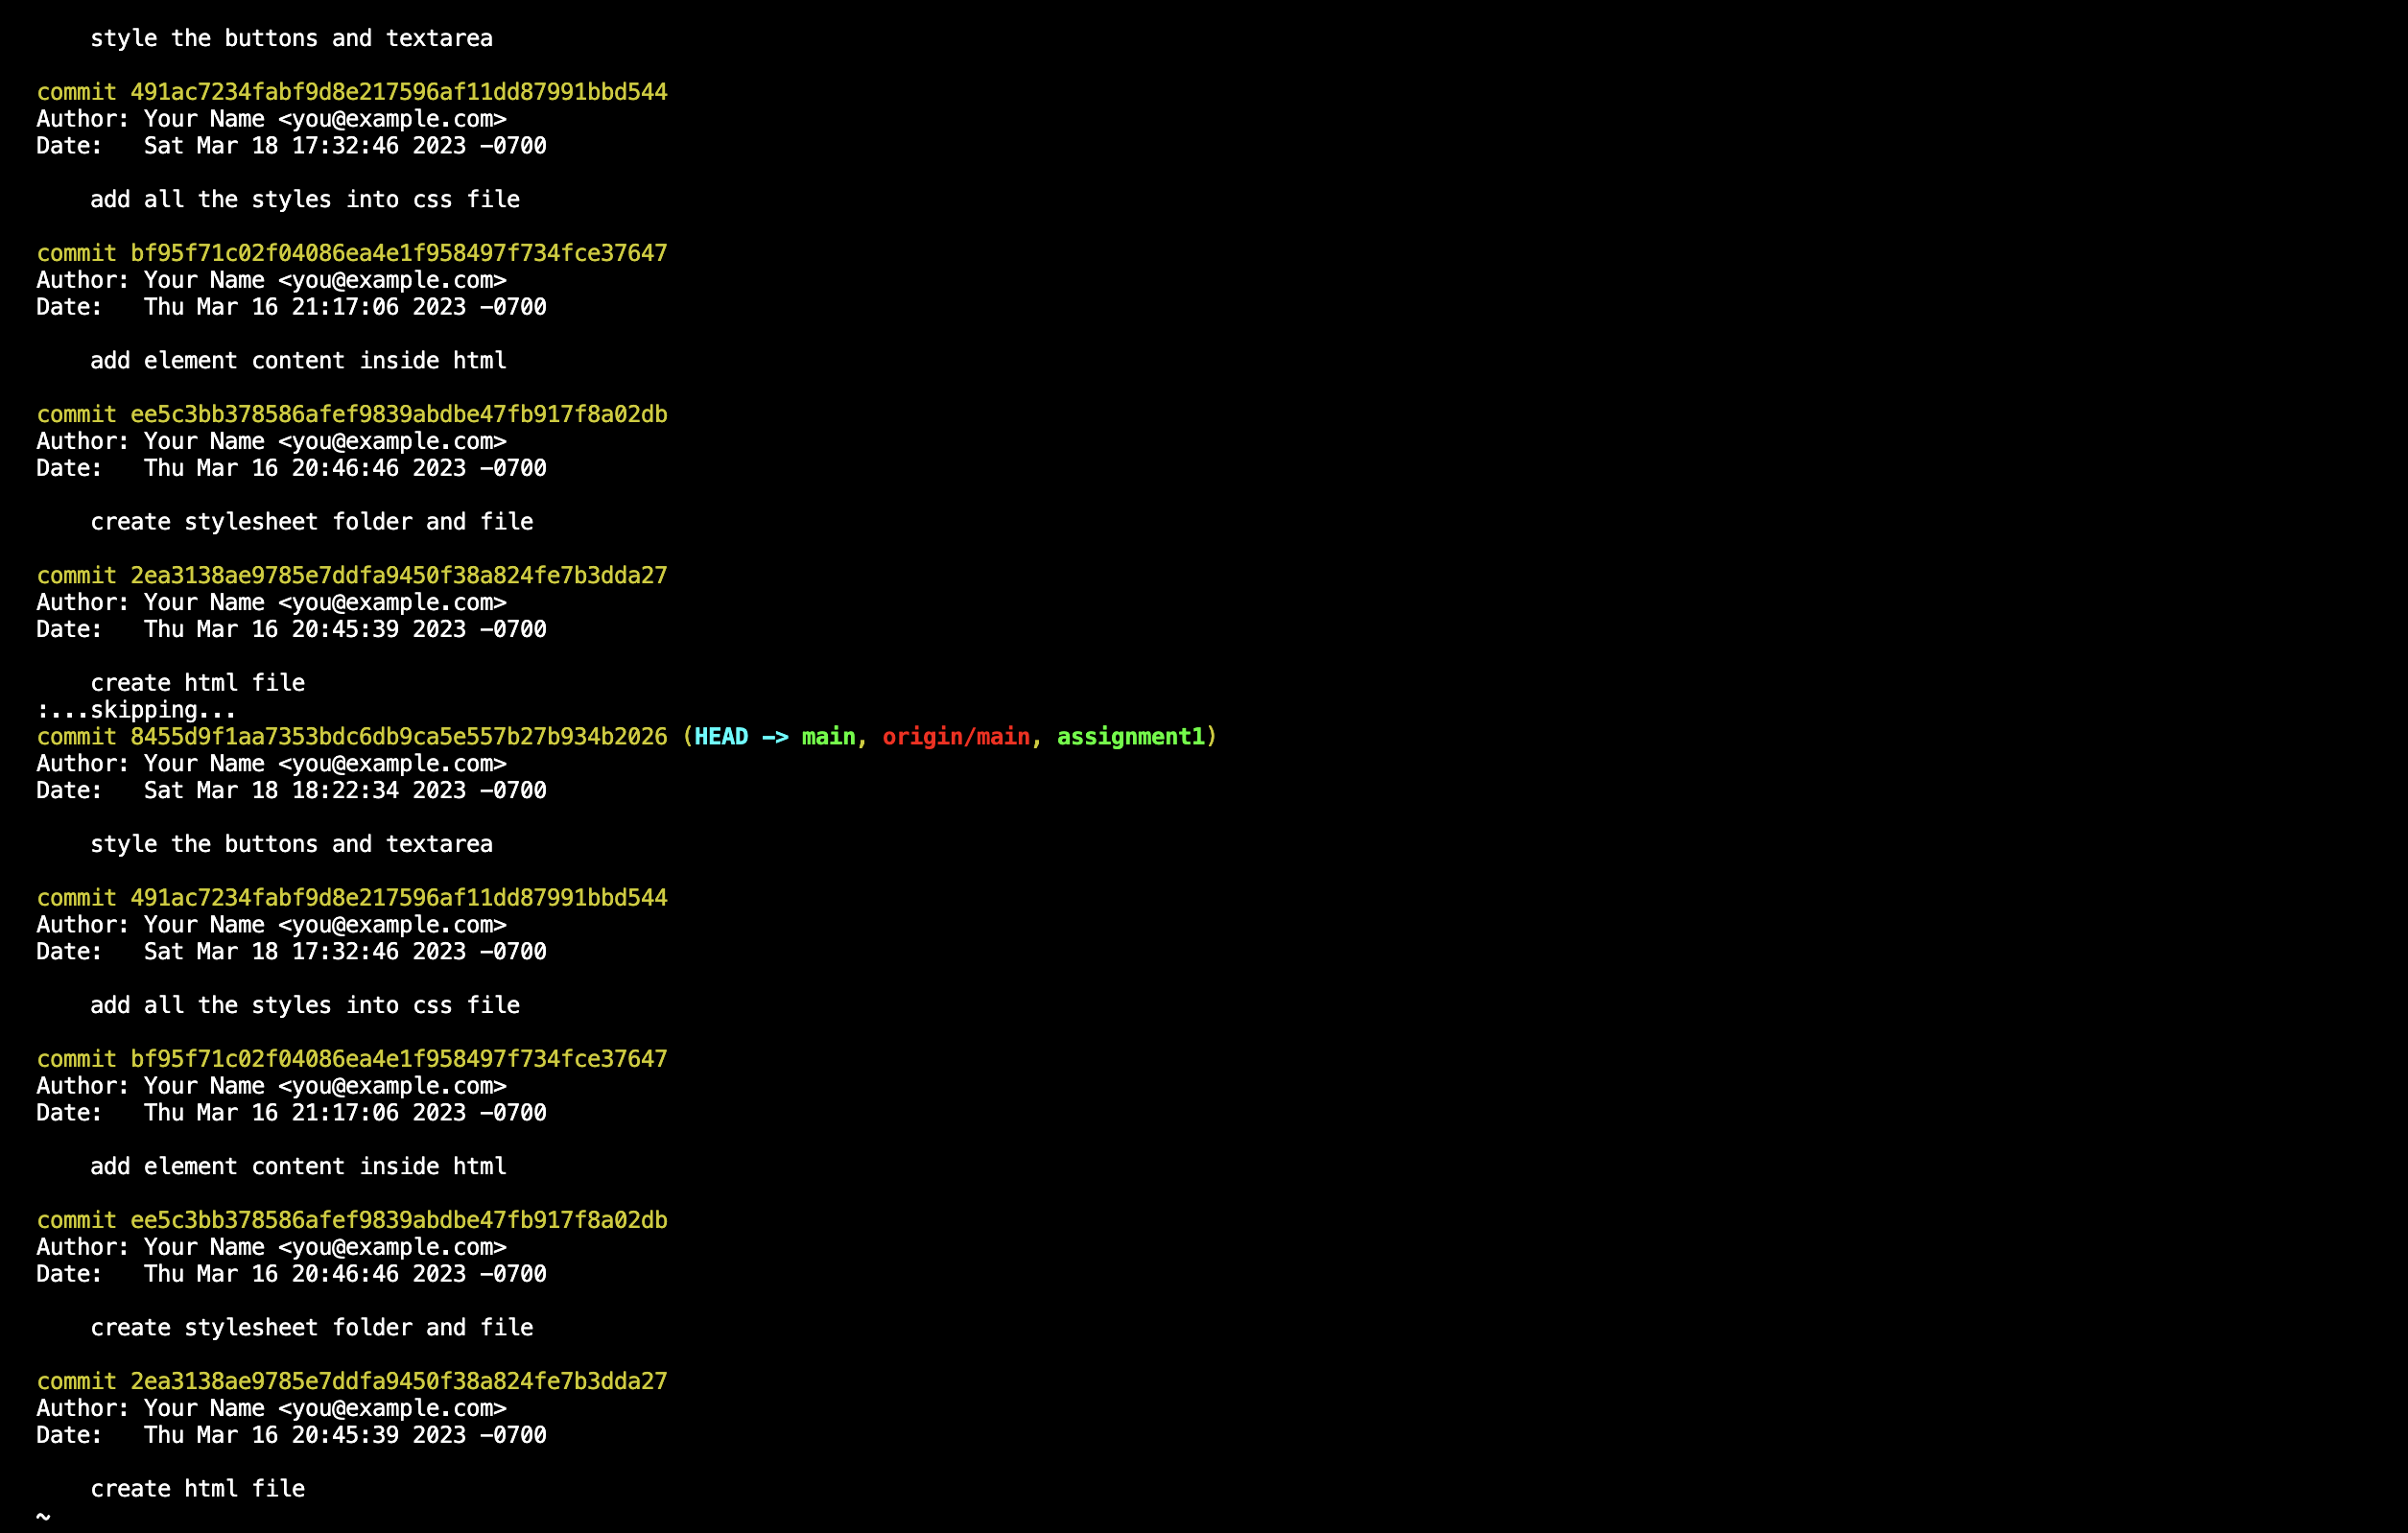 style the buttons and textarea
commit 491ac7234fabf9d8e217596af11dd87991bbd544
Author: Your Name <you@example.com>
Date:   Sat Mar 18 17:32:46 2023 -0700
add all the styles into css file
commit bf95f71c02f04086ea4e1f958497f734fce37647
Author: Your Name <you@example.com>
Date:   Thu Mar 16 21:17:06 2023 -0700
add element content inside html
commit ee5c3bb378586afef9839abdbe47fb917f8a02db
Author: Your Name <you@example.com>
Date:   Thu Mar 16 20:46:46 2023 -0700
create stylesheet folder and file
commit 2ea3138ae9785e7ddfa9450f38a824fe7b3dda27
Author: Your Name <you@example.com>
Date:   Thu Mar 16 20:45:39 2023 -0700
create html file
:...skipping...
commit 8455d9f1aa7353bdc6db9ca5e557b27b934b2026 (HEAD -> main, origin/main, assignment1)
Author: Your Name <you@example.com>
Date:   Sat Mar 18 18:22:34 2023 -0700
style the buttons and textarea
commit 491ac7234fabf9d8e217596af11dd87991bbd544
Author: Your Name <you@example.com>
Date:   Sat Mar 18 17:32:46 2023 -0700
add all the styles into css file
commit bf95f71c02f04086ea4e1f958497f734fce37647
Author: Your Name <you@example.com>
Date:   Thu Mar 16 21:17:06 2023 -0700
add element content inside html
commit ee5c3bb378586afef9839abdbe47fb917f8a02db
Author: Your Name <you@example.com>
Date:   Thu Mar 16 20:46:46 2023 -0700
create stylesheet folder and file
commit 2ea3138ae9785e7ddfa9450f38a824fe7b3dda27
Author: Your Name <you@example.com>
Date:   Thu Mar 16 20:45:39 2023 -0700
create html file
~